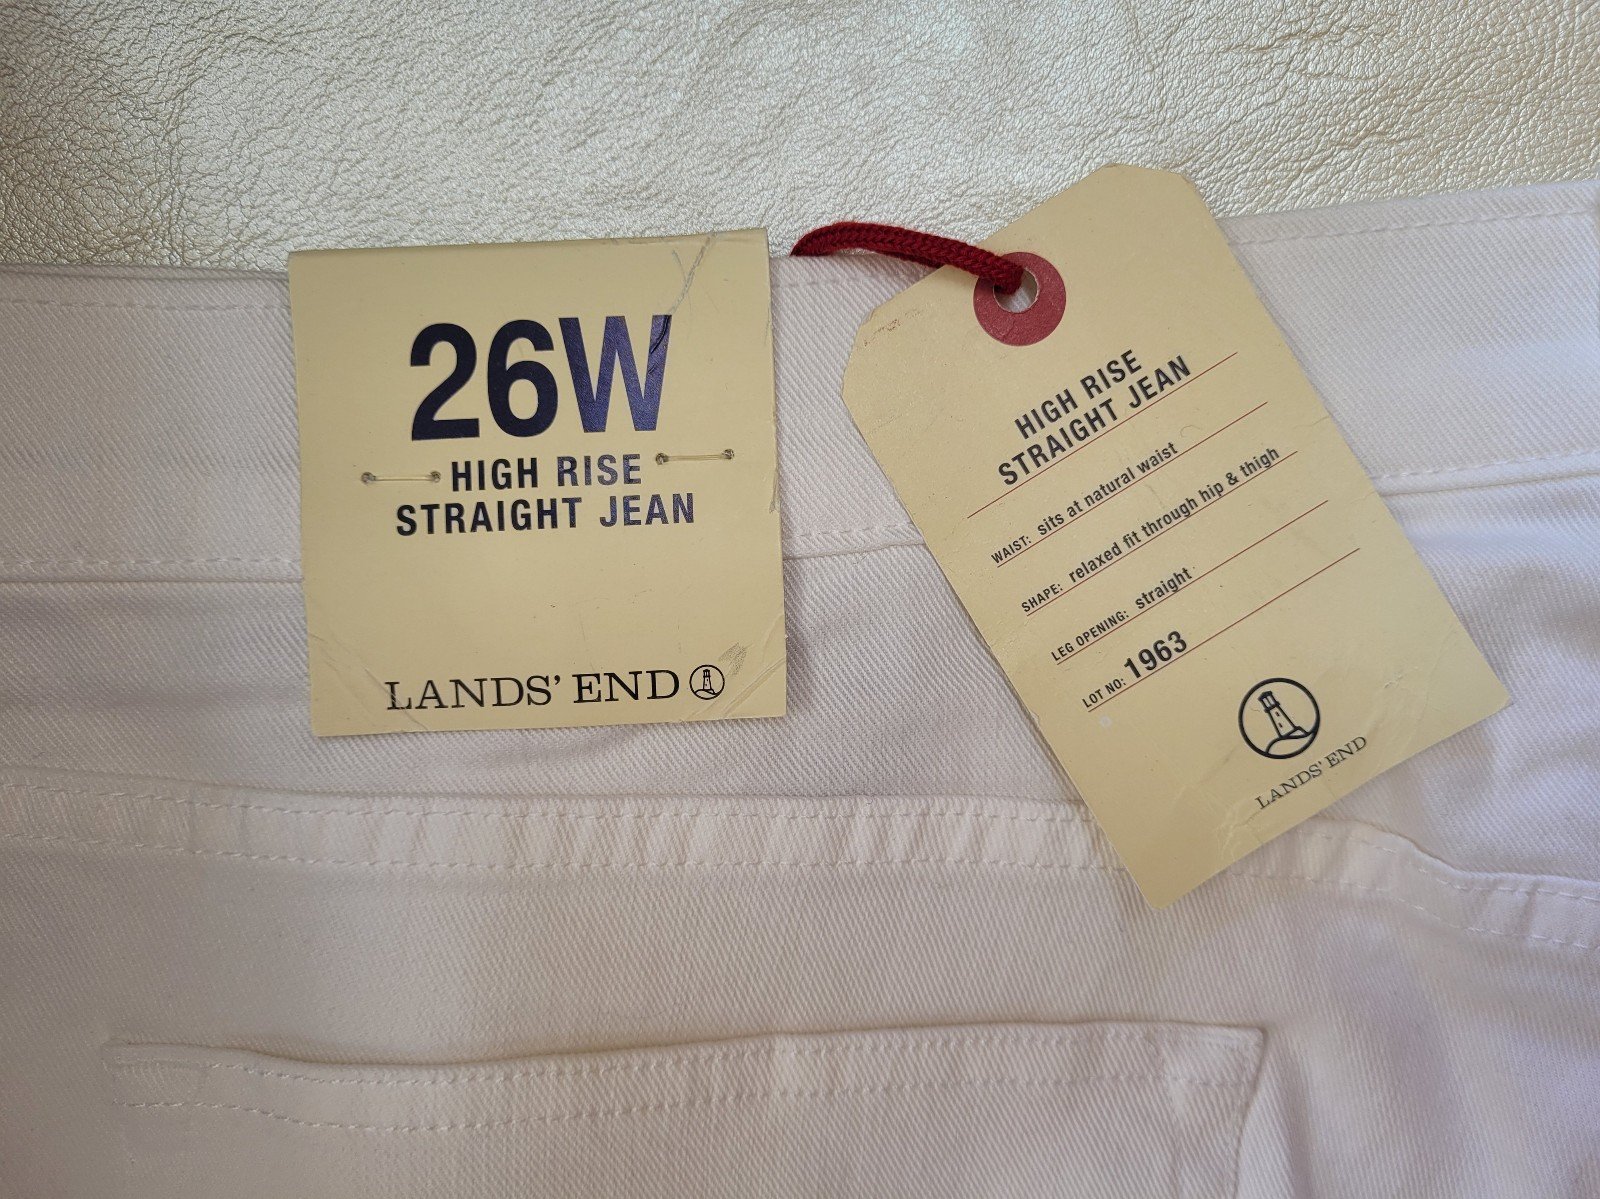 26W
HIGH RISE
STRAIGHT JEAN
LANDS' END
HIGH RISE
STRAIGHT JEAN
WAIST: sits at natural waist
SHAPE: relaxed fit through hip & thigh
LEG OPENING: straight
LOT NO: 1963
LANDS' END